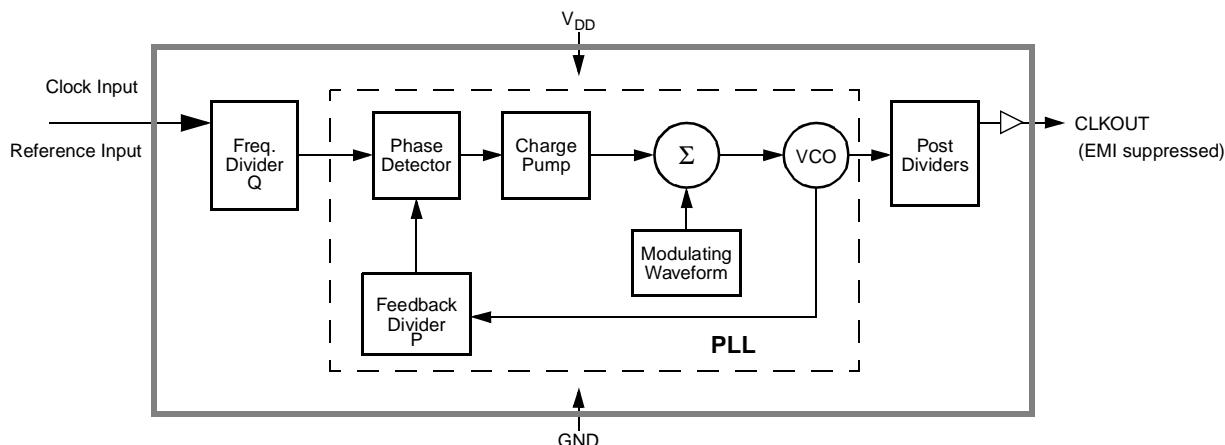 VDD
Clock Input
Reference Input
Freq.
Divider
Q
Phase
Detector
Charge
Pump
Σ
VCO
Post
Dividers
CLKOUT
(EMI suppressed)
Modulating
Waveform
Feedback
Divider
P
PLL
GND